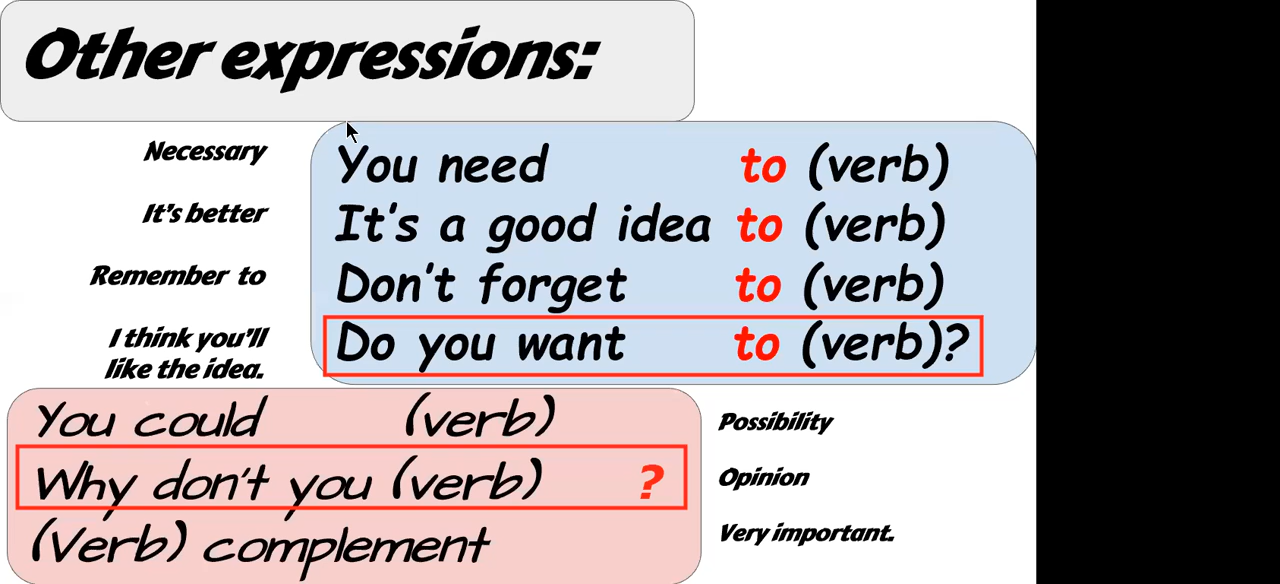 Other expressions:
Necessary
You need to (verb)
It's better
It's a good idea to (verb)
Remember to
Don't forget to (verb)
I think you'll
like the idea.
Do you want to (verb)?
You could (verb)
Possibility
Why don't you (verb) ?
Opinion
(Verb) complement
Very important.